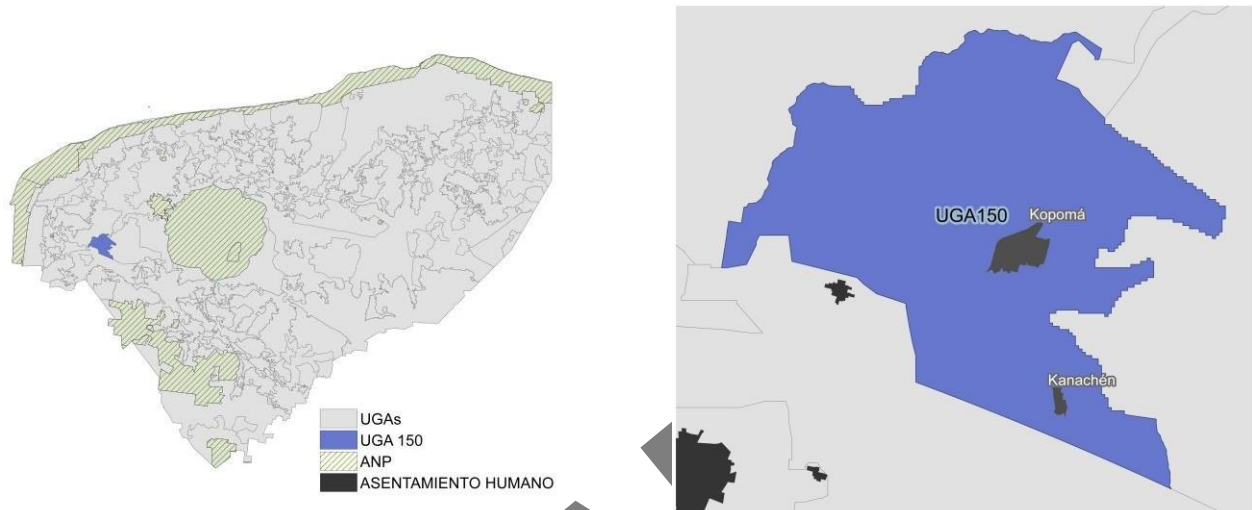 UGAs
UGA 150
ANP
ASENTAMIENTO HUMANO
UGA150
Kopomá
Kanachén